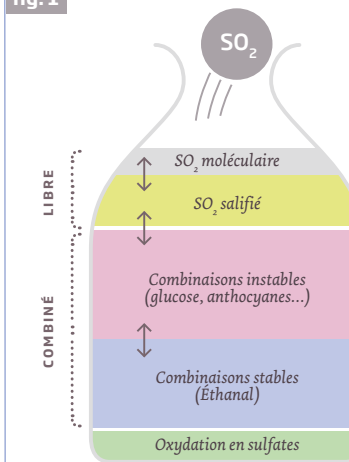 fig. 1
SO2
SO2 moléculaire
LIBRE
SO2 salifié
Combinaisons instables
(glucose, anthocyanes...)
COMBINÉ
Combinaisons stables
(Éthanal)
Oxydation en sulfates